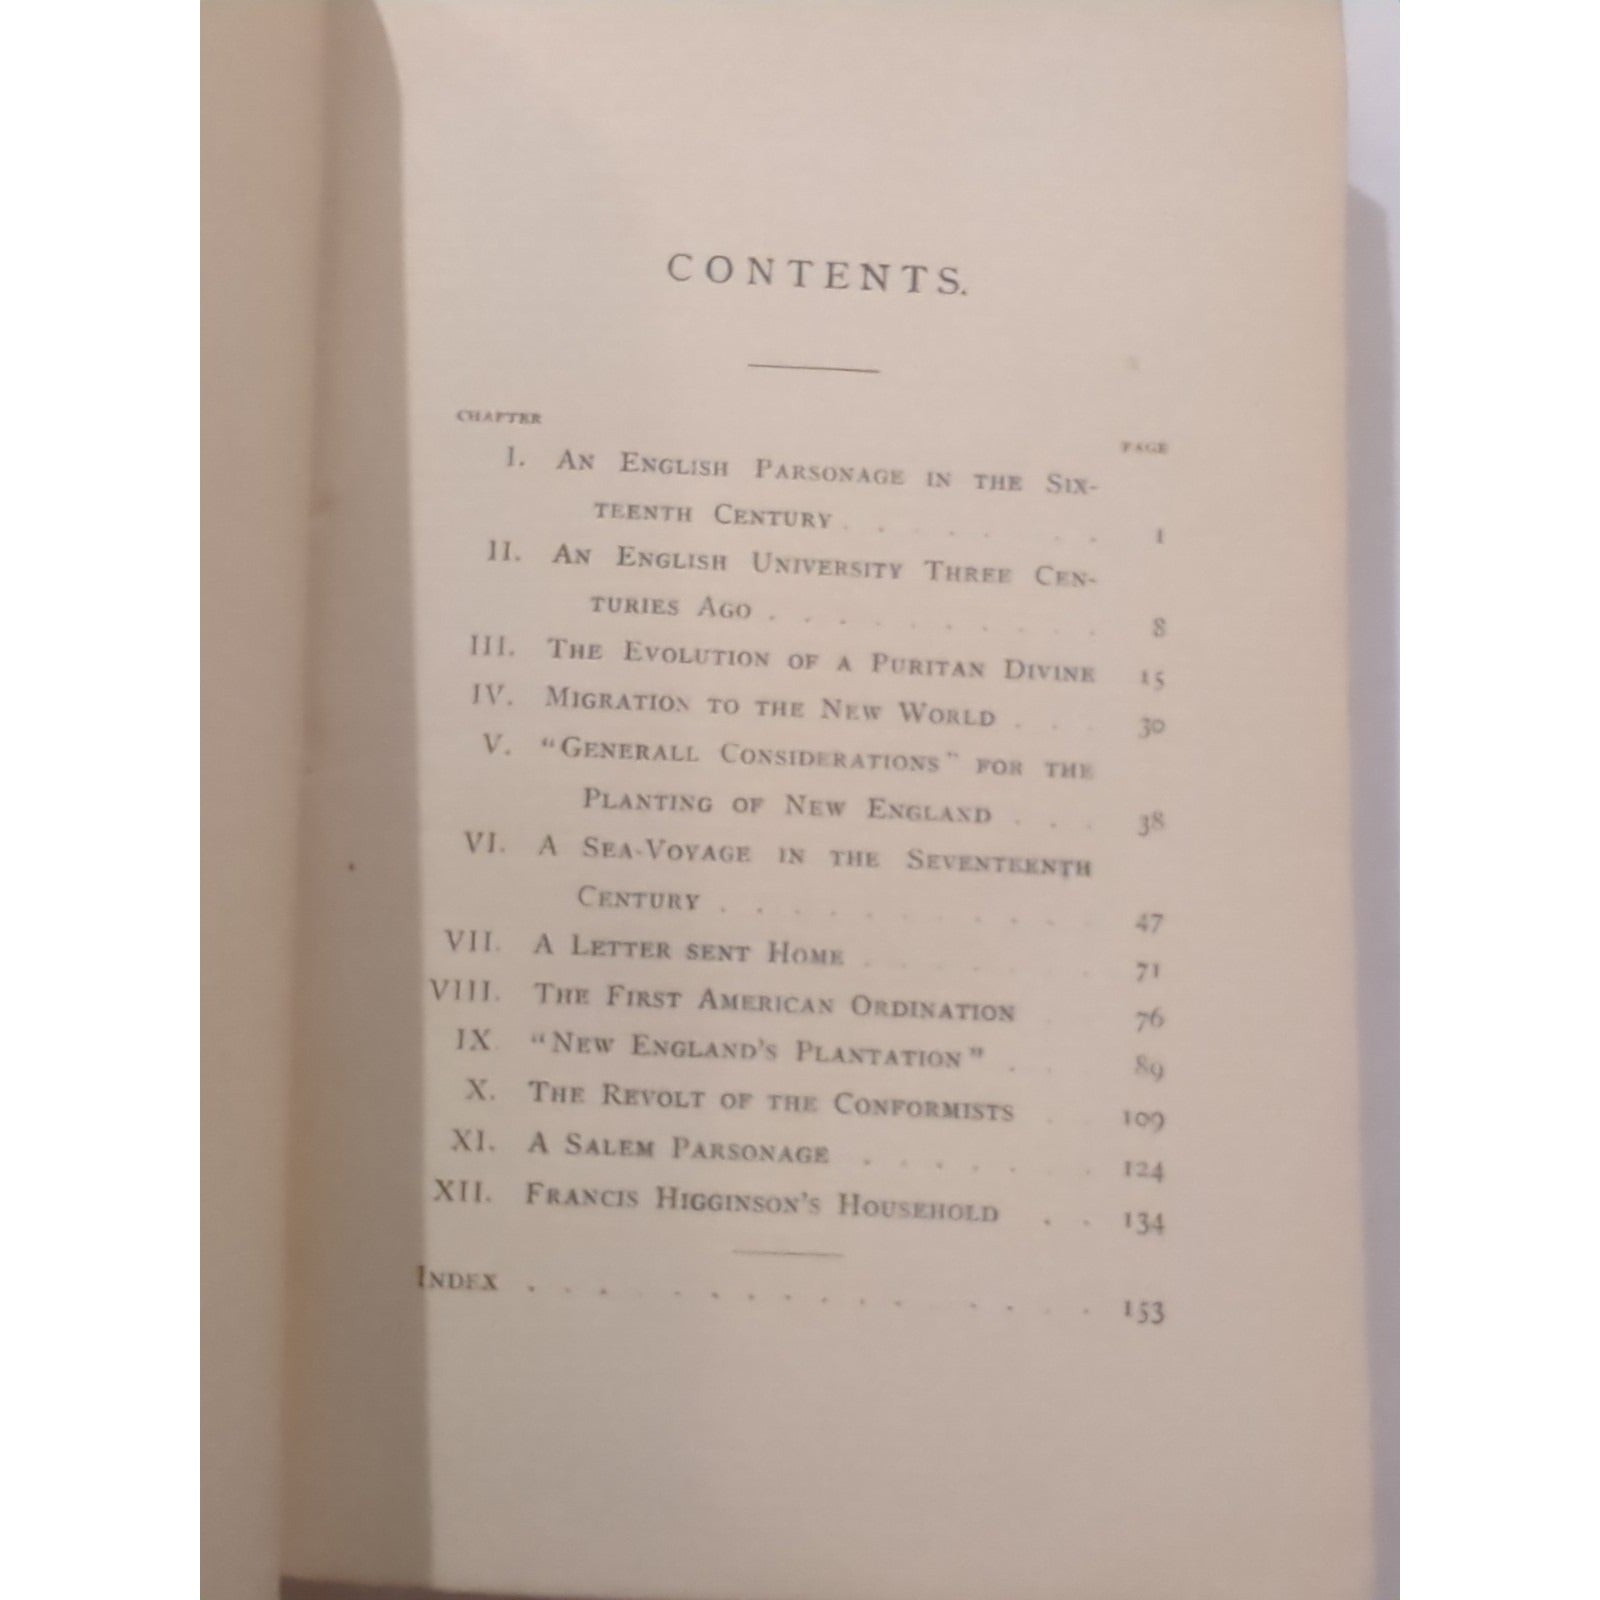 CONTENTS.
CHAPTER
PAGE
I. AN ENGLISH PARSONAGE IN THE SIX-
TEENTH CENTURY . . . . . . . 1
II. AN ENGLISH UNIVERSITY THREE CEN-
TURIES AGO . . . . . . . . . . 8
III. THE EVOLUTION OF A PURITAN DIVINE 15
IV. MIGRATION TO THE NEW WORLD . . . 30
V. "GENERALL CONSIDERATIONS" FOR THE
PLANTING OF NEW ENGLAND . . . 38
VI. A SEA-VOYAGE IN THE SEVENTEENTH
CENTURY . . . . . . . . . . . 47
VII. A LETTER SENT HOME . . . . . . . 71
VIII. THE FIRST AMERICAN ORDINATION . . 76
IX. "NEW ENGLAND'S PLANTATION" . . . 89
X. THE REVOLT OF THE CONFORMISTS . . 109
XI. A SALEM PARSONAGE . . . . . . . 124
XII. FRANCIS HIGGINSON'S HOUSEHOLD . . 134
INDEX . . . . . . . . . . . . . . . 153